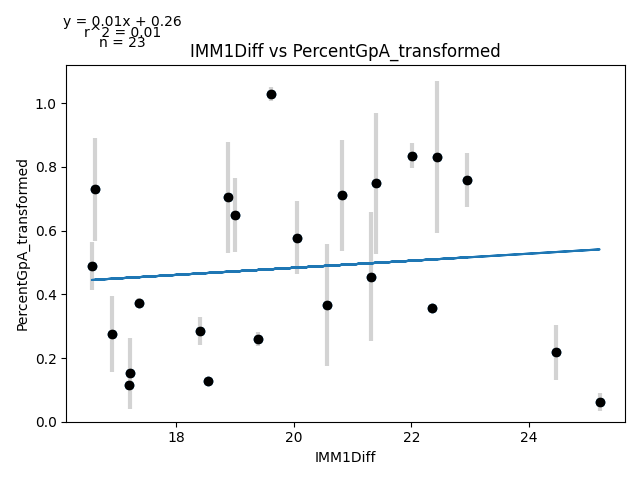 y = 0.01x + 0.26
r^2 = 0.01
n = 23
IMM1Diff vs PercentGpA_transformed
PercentGpA_transformed
1.0
0.8
0.6
0.4
0.2
0.0
18 20 22 24
IMM1Diff